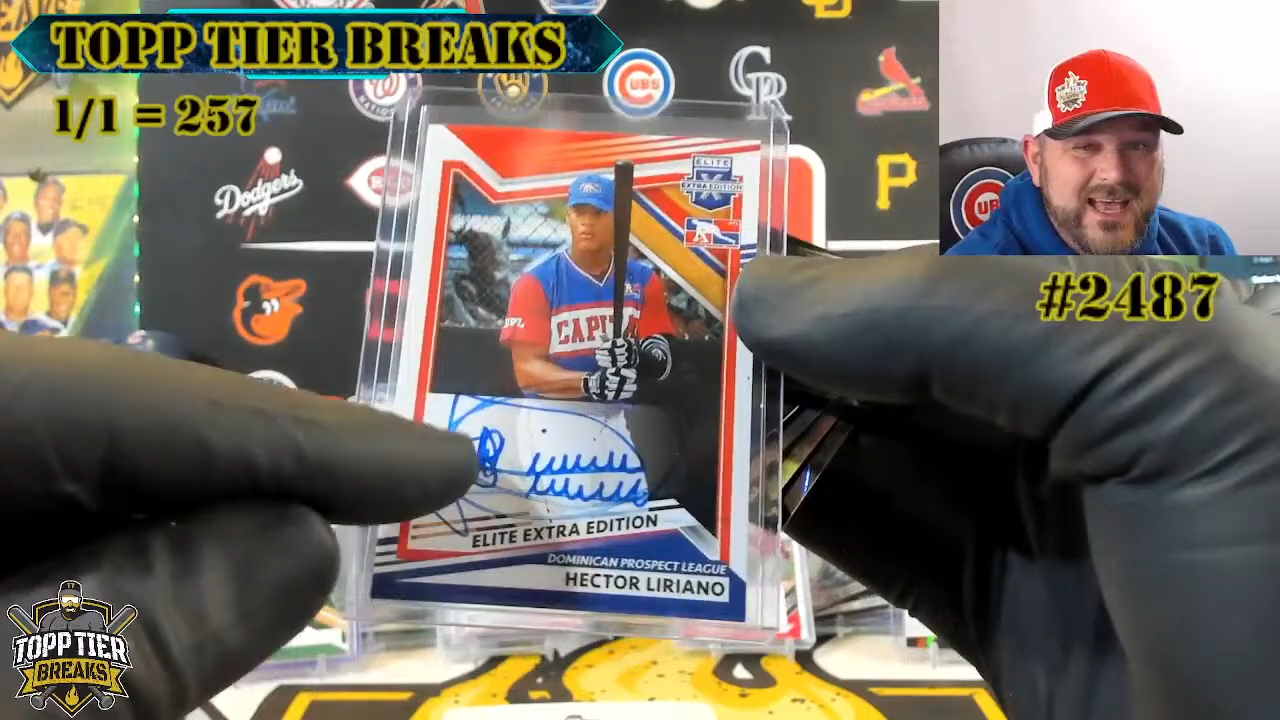 TOPP TIER BREAKS
1/1 = 257
#2487
CUBS
CR
NATIONALS
Dodgers
P
ELITE
X
EXTRA EDITION
ELITE EXTRA EDITION
DOMINICAN PROSPECT LEAGUE
HECTOR LIRIANO
TOPP TIER
BREAKS